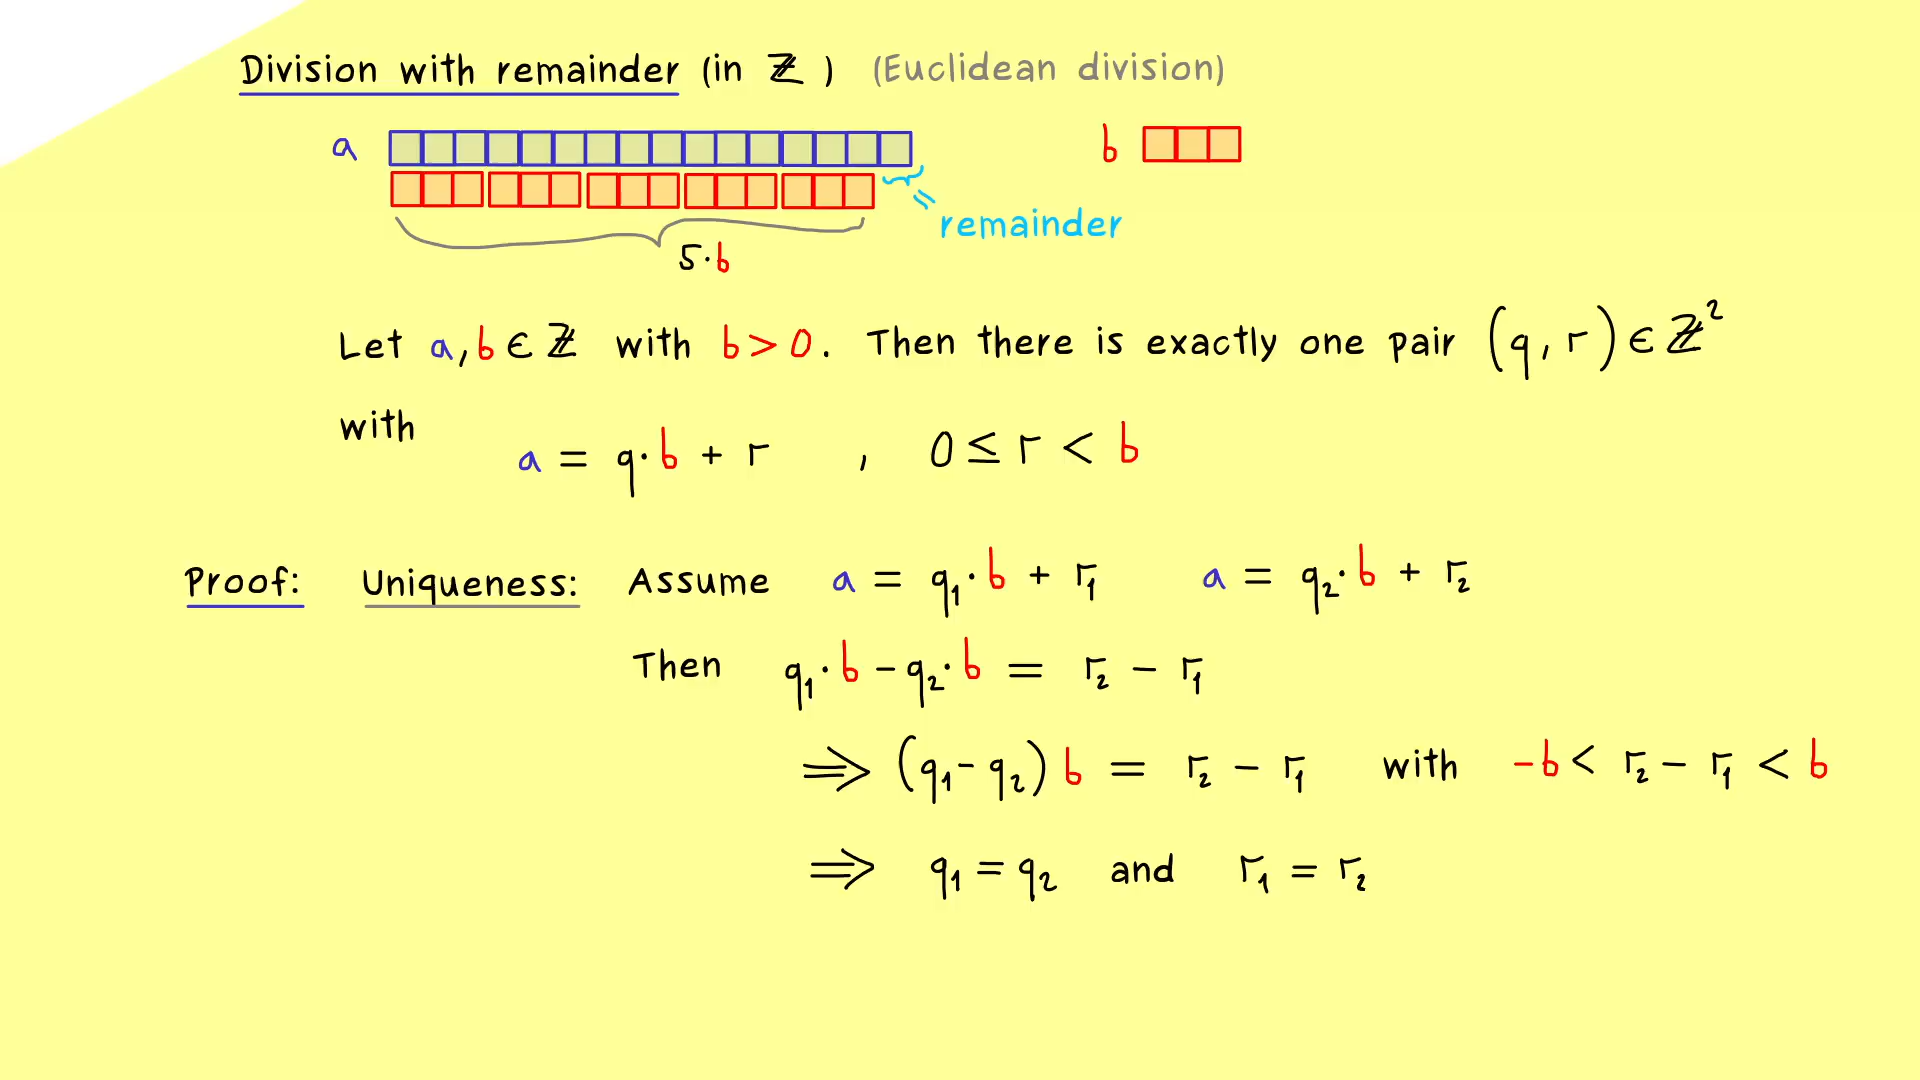 Division with remainder (in ℤ) (Euclidean division)
a b
= remainder
5·b
Let a, b ∈ ℤ with b > 0. Then there is exactly one pair (q, r) ∈ ℤ²
with
a = q·b + r , 0 ≤ r < b
Proof: Uniqueness: Assume a = q₁·b + r₁ a = q₂·b + r₂
Then q₁·b − q₂·b = r₂ − r₁
⟹ (q₁ − q₂) b = r₂ − r₁ with −b < r₂ − r₁ < b
⟹ q₁ = q₂ and r₁ = r₂